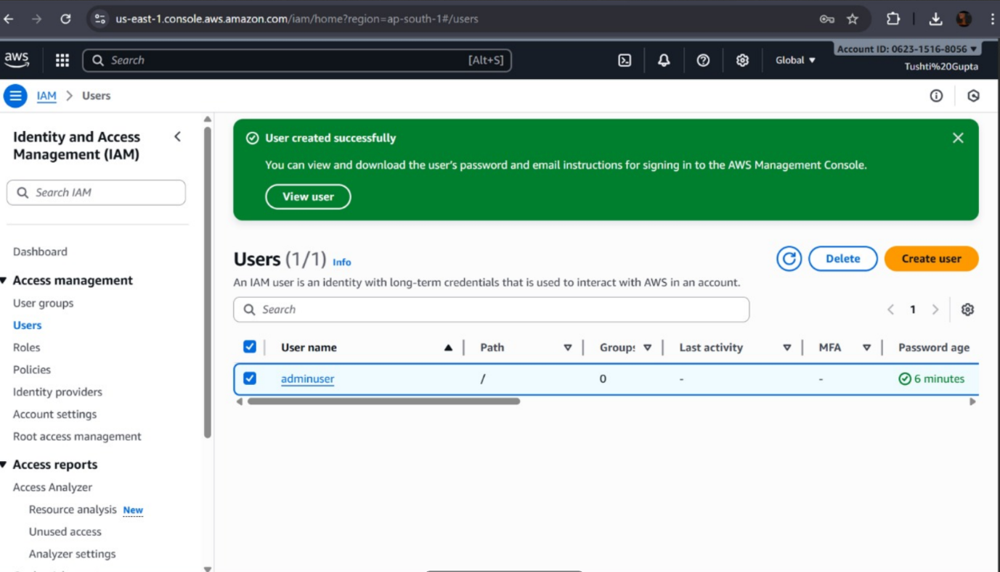 us-east-1.console.aws.amazon.com/iam/home?region=ap-south-1#/users
aws
Search [Alt+S]
Global
Account ID: 0623-1516-8056
Tushti%20Gupta
IAM > Users
Identity and Access Management (IAM)
Search IAM
Dashboard
Access management
User groups
Users
Roles
Policies
Identity providers
Account settings
Root access management
Access reports
Access Analyzer
Resource analysis New
Unused access
Analyzer settings
User created successfully
You can view and download the user's password and email instructions for signing in to the AWS Management Console.
View user
Users (1/1) Info
Delete
Create user
An IAM user is an identity with long-term credentials that is used to interact with AWS in an account.
Search
1
User name Path Groups Last activity MFA Password age
adminuser / 0 - - 6 minutes